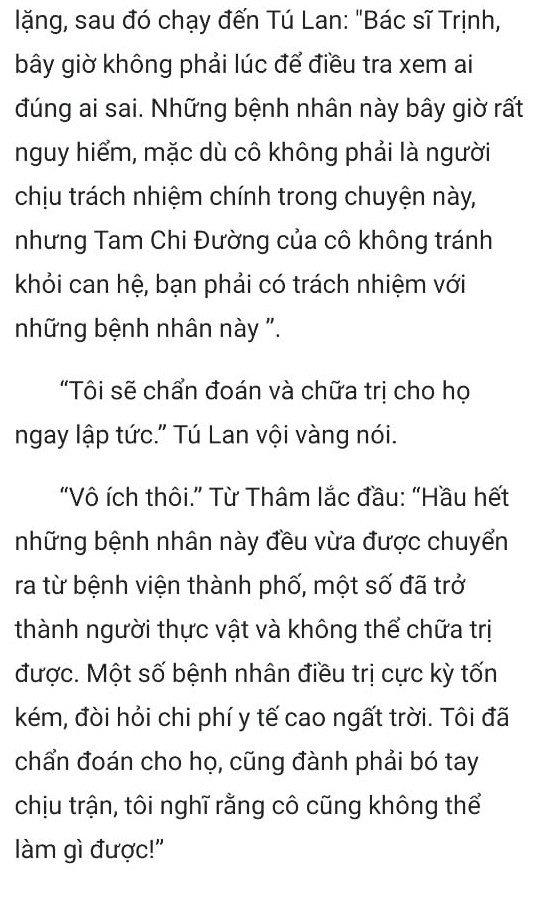 lặng, sau đó chạy đến Tú Lan: "Bác sĩ Trịnh,
bây giờ không phải lúc để điều tra xem ai
đúng ai sai. Những bệnh nhân này bây giờ rất
nguy hiểm, mặc dù cô không phải là người
chịu trách nhiệm chính trong chuyện này,
nhưng Tam Chi Đường của cô không tránh
khỏi can hệ, bạn phải có trách nhiệm với
những bệnh nhân này ”.
“Tôi sẽ chẩn đoán và chữa trị cho họ
ngay lập tức.” Tú Lan vội vàng nói.
“Vô ích thôi.” Từ Thâm lắc đầu: “Hầu hết
những bệnh nhân này đều vừa được chuyển
ra từ bệnh viện thành phố, một số đã trở
thành người thực vật và không thể chữa trị
được. Một số bệnh nhân điều trị cực kỳ tốn
kém, đòi hỏi chi phí y tế cao ngất trời. Tôi đã
chẩn đoán cho họ, cũng đành phải bó tay
chịu trận, tôi nghĩ rằng cô cũng không thể
làm gì được!”